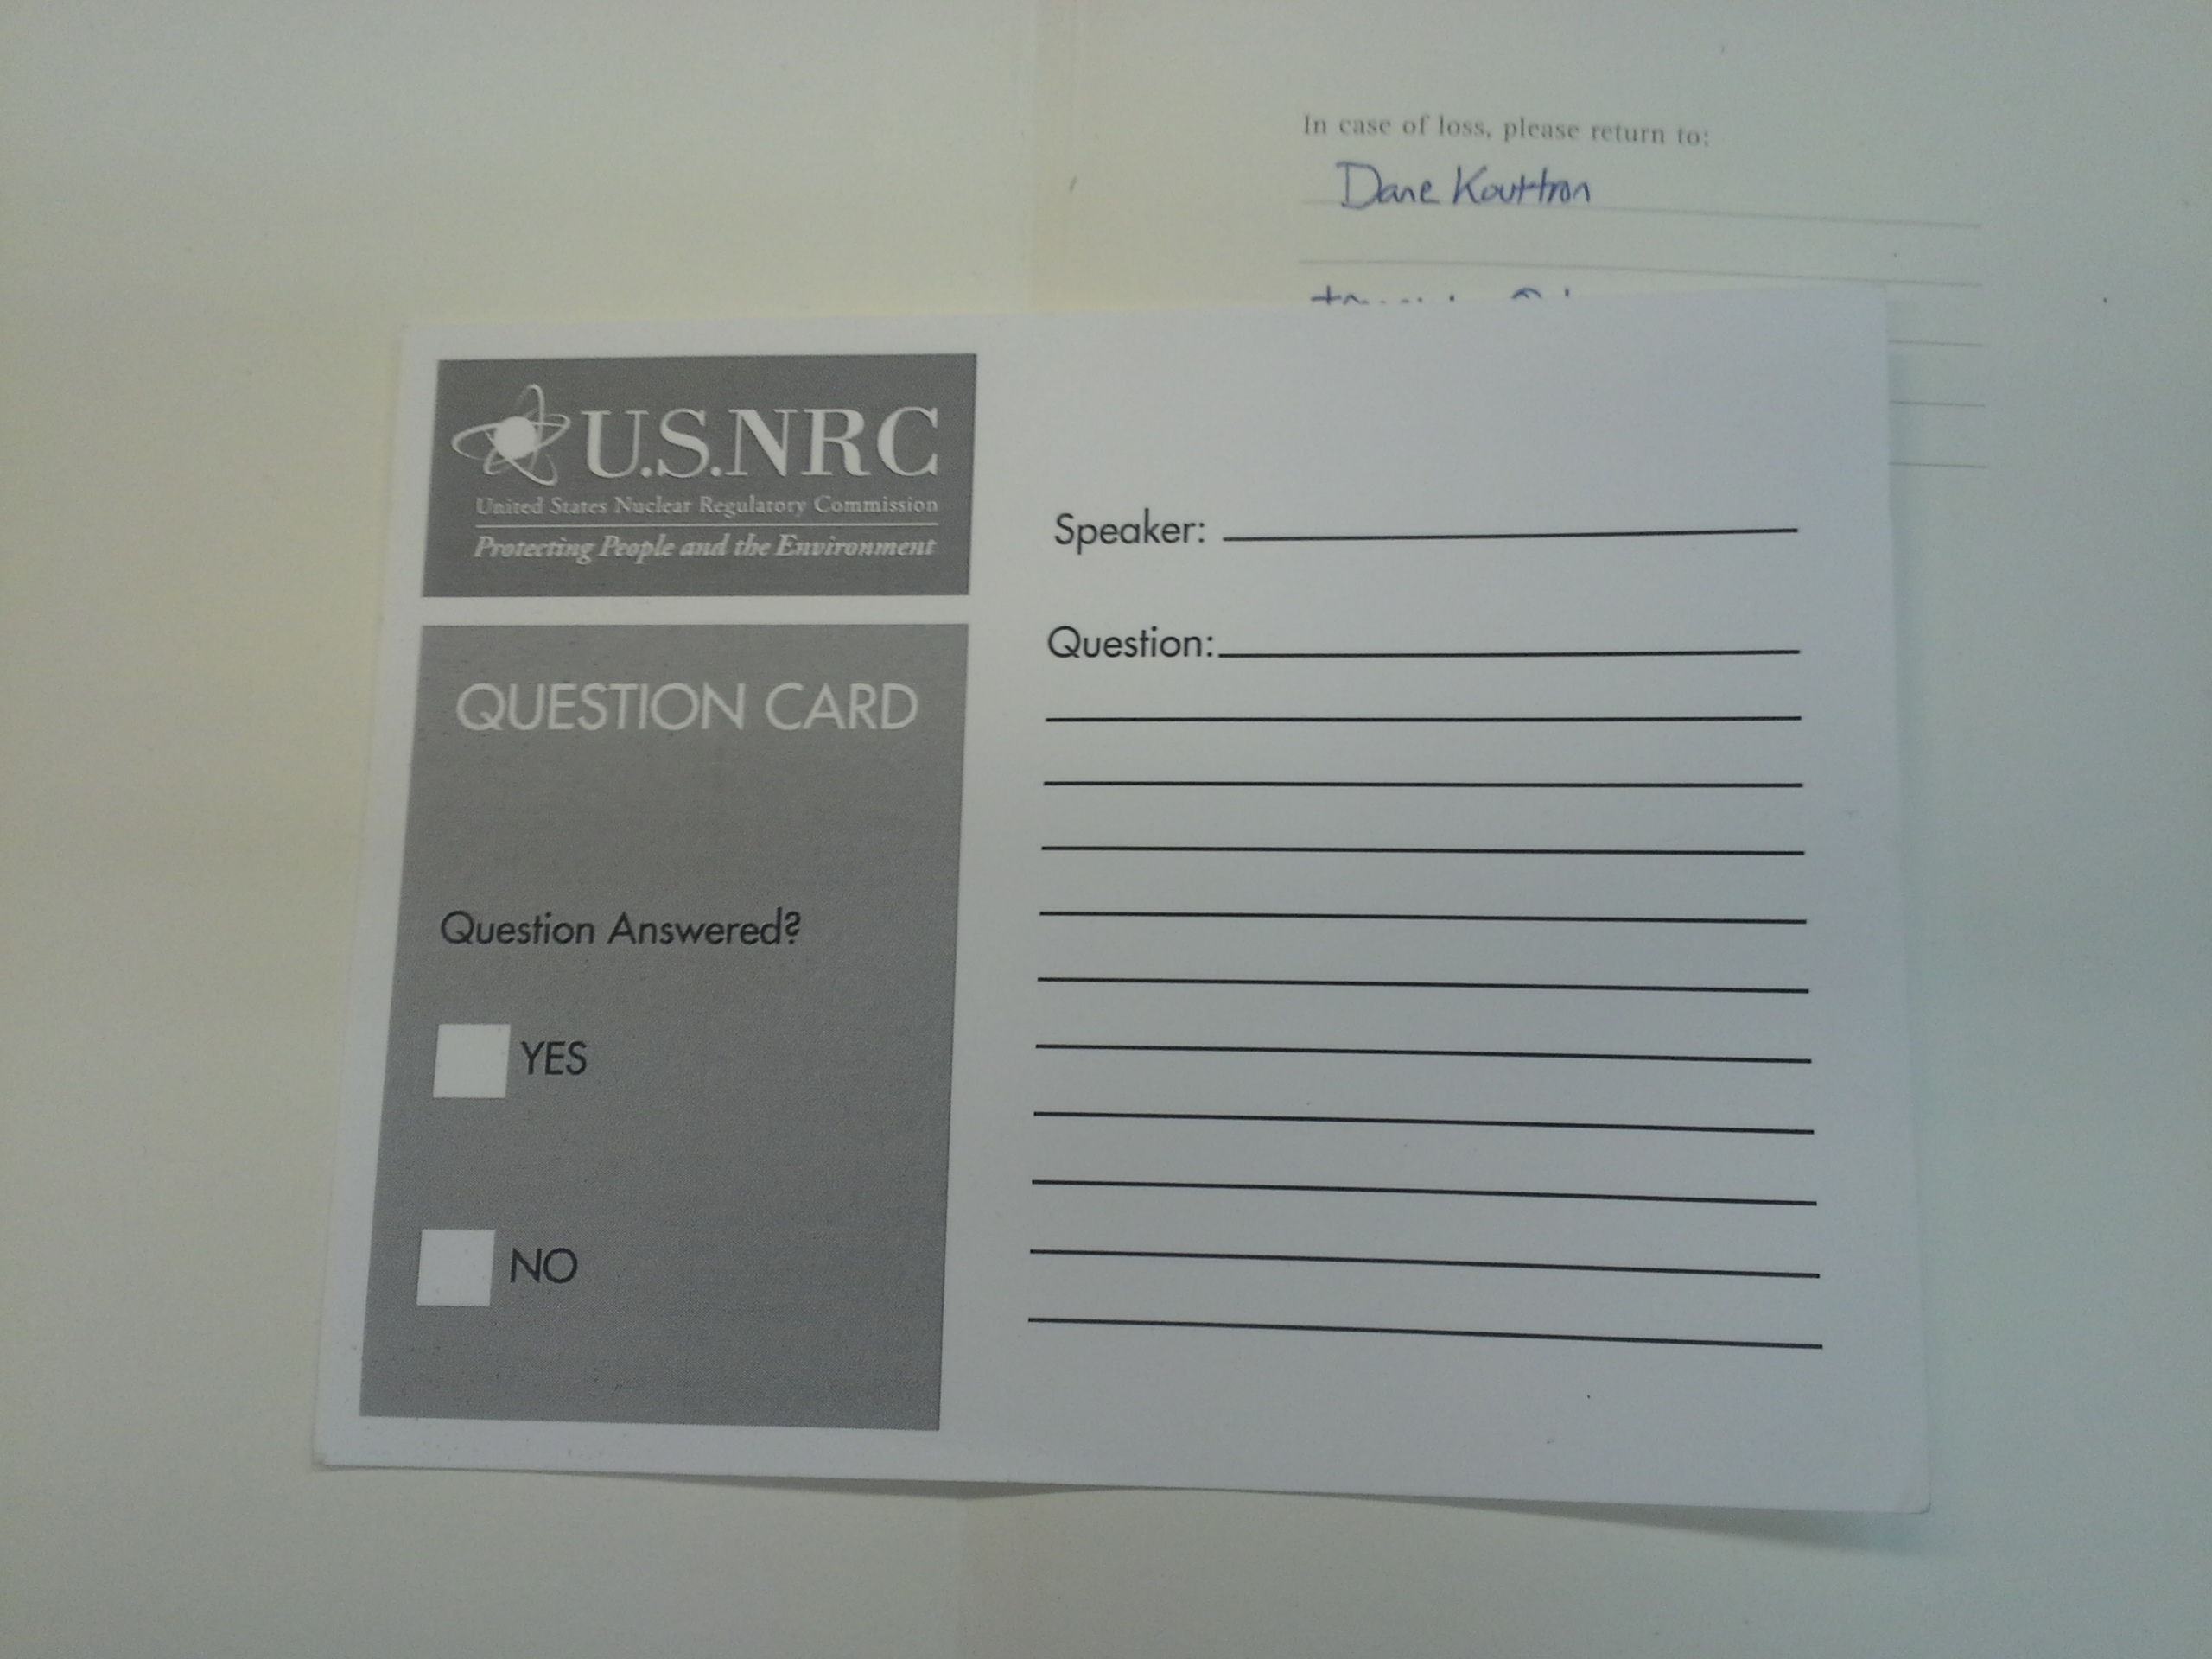 In case of loss, please return to:
Dane Kouttron
U.S.NRC
United States Nuclear Regulatory Commission
Protecting People and the Environment
QUESTION CARD
Question Answered?
YES
NO
Speaker:
Question: